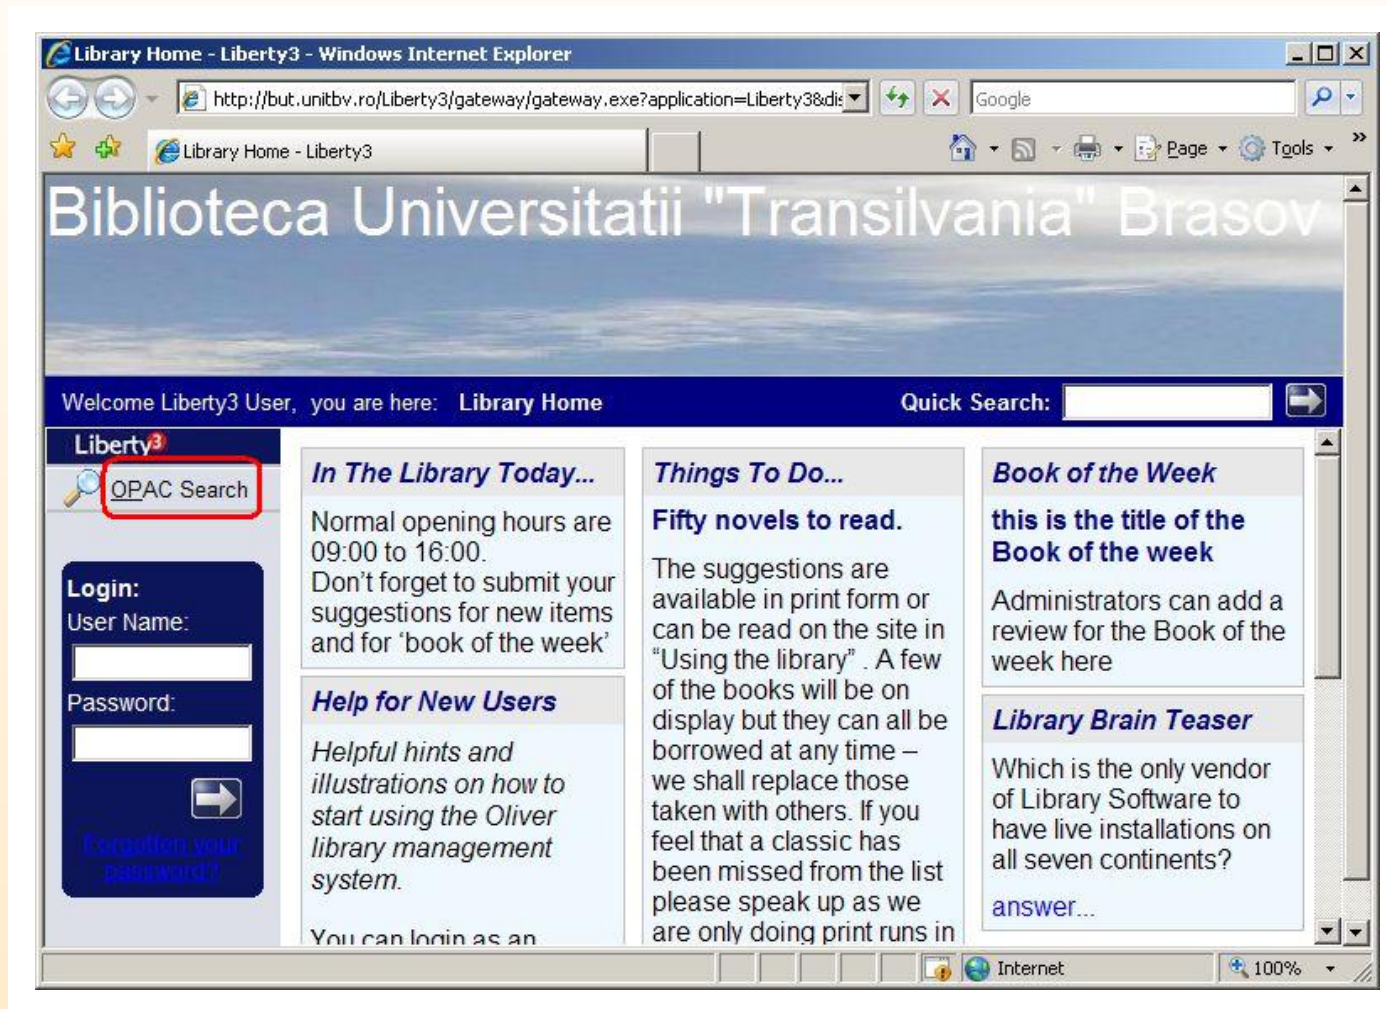 Library Home - Liberty3 - Windows Internet Explorer
http://but.unitbv.ro/Liberty3/gateway/gateway.exe?application=Liberty3&dis
Google
Library Home - Liberty3
Page
Tools
Biblioteca Universitatii "Transilvania" Brasov
Welcome Liberty3 User, you are here: Library Home
Quick Search:
Liberty3
OPAC Search
Login:
User Name:
Password:
Forgotten your
password?
In The Library Today...
Normal opening hours are
09:00 to 16:00.
Don't forget to submit your
suggestions for new items
and for ‘book of the week’
Help for New Users
Helpful hints and
illustrations on how to
start using the Oliver
library management
system.
You can login as an
Things To Do...
Fifty novels to read.
The suggestions are
available in print form or
can be read on the site in
“Using the library” . A few
of the books will be on
display but they can all be
borrowed at any time –
we shall replace those
taken with others. If you
feel that a classic has
been missed from the list
please speak up as we
are only doing print runs in
Book of the Week
this is the title of the
Book of the week
Administrators can add a
review for the Book of the
week here
Library Brain Teaser
Which is the only vendor
of Library Software to
have live installations on
all seven continents?
answer...
Internet
100%